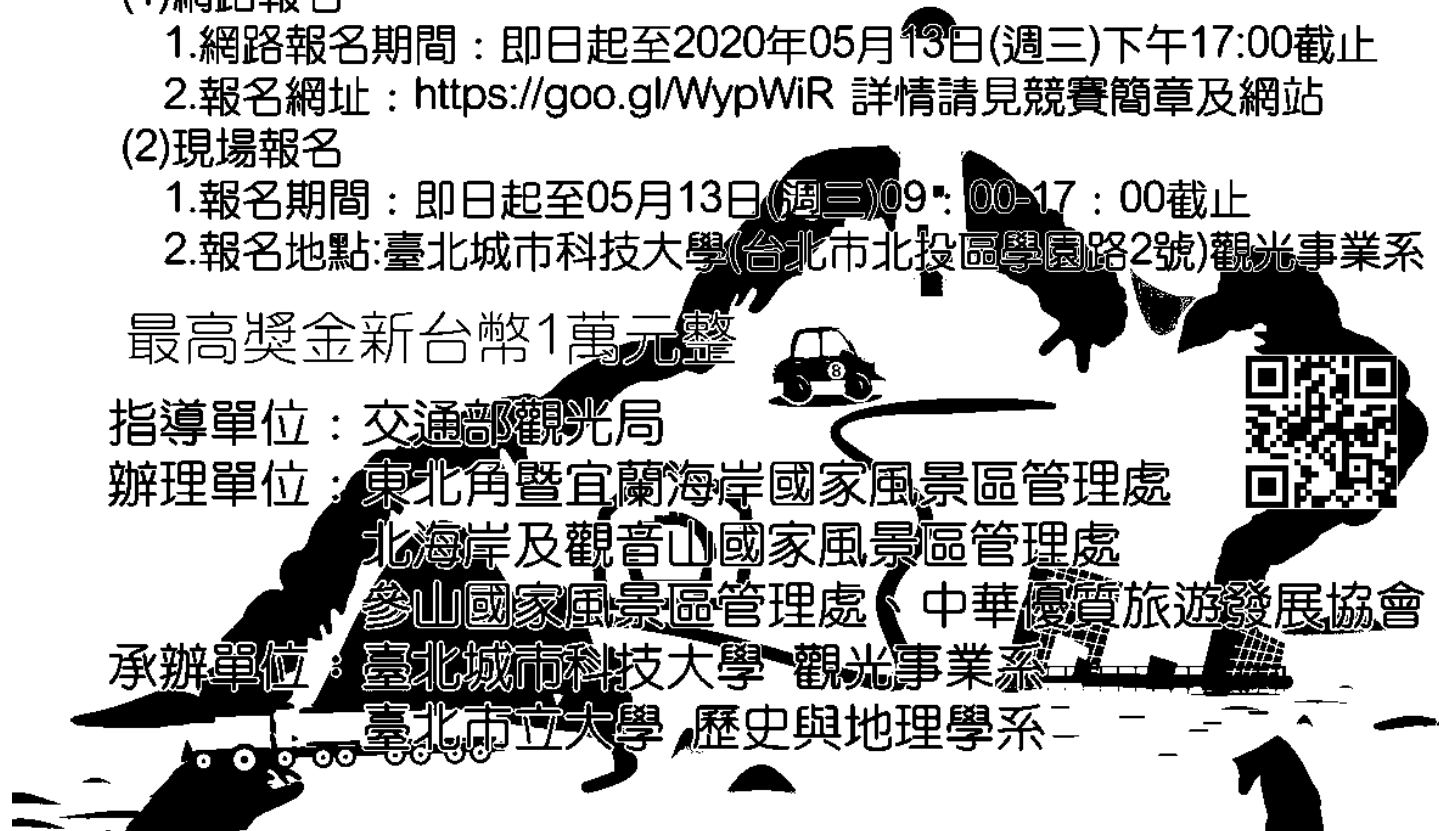 (1)網路報名
1.網路報名期間：即日起至2020年05月13日(週三)下午17:00截止
2.報名網址：https://goo.gl/WypWiR 詳情請見競賽簡章及網站
(2)現場報名
1.報名期間：即日起至05月13日(週三)09：00-17：00截止
2.報名地點:臺北城市科技大學(台北市北投區學園路2號)觀光事業系
最高獎金新台幣1萬元整
8
指導單位：交通部觀光局
辦理單位：東北角暨宜蘭海岸國家風景區管理處
北海岸及觀音山國家風景區管理處
參山國家風景區管理處、中華優質旅遊發展協會
承辦單位：臺北城市科技大學 觀光事業系
臺北市立大學 歷史與地理學系